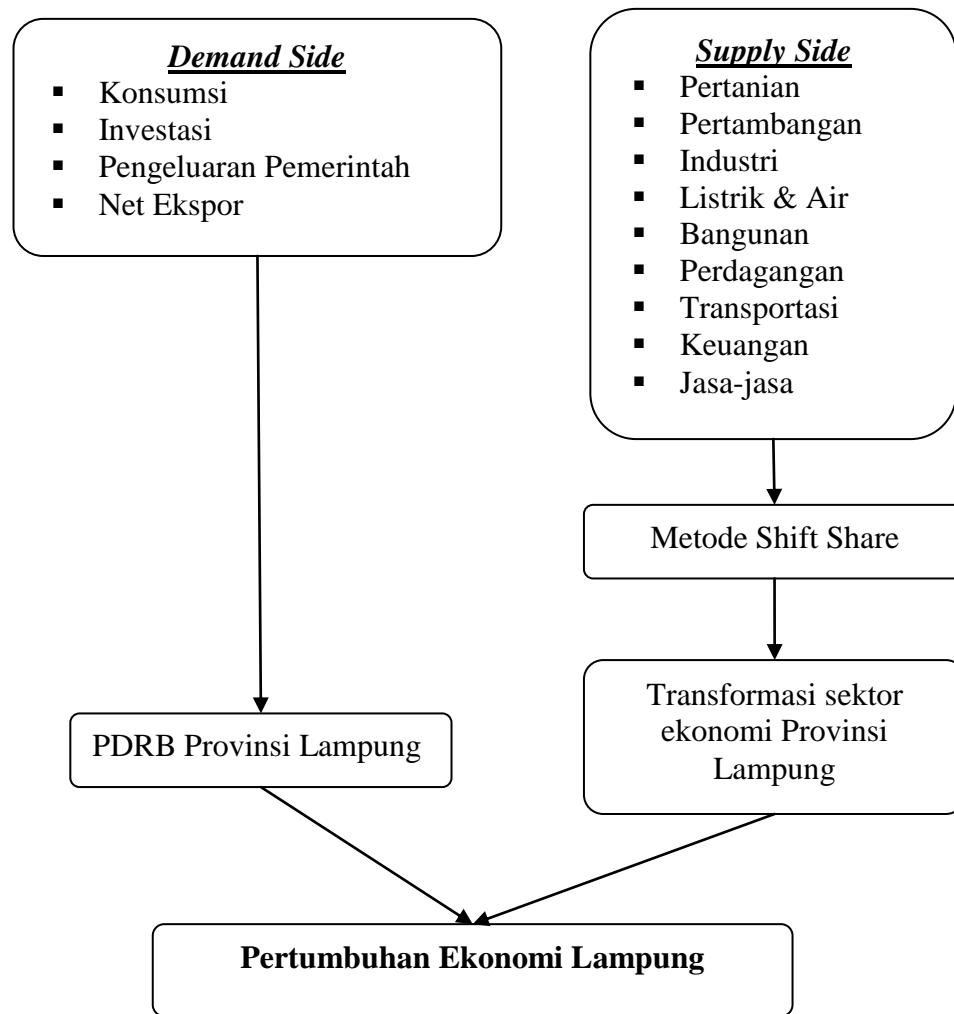 Demand Side
▪ Konsumsi
▪ Investasi
▪ Pengeluaran Pemerintah
▪ Net Ekspor
Supply Side
▪ Pertanian
▪ Pertambangan
▪ Industri
▪ Listrik & Air
▪ Bangunan
▪ Perdagangan
▪ Transportasi
▪ Keuangan
▪ Jasa-jasa
Metode Shift Share
PDRB Provinsi Lampung
Transformasi sektor
ekonomi Provinsi
Lampung
Pertumbuhan Ekonomi Lampung